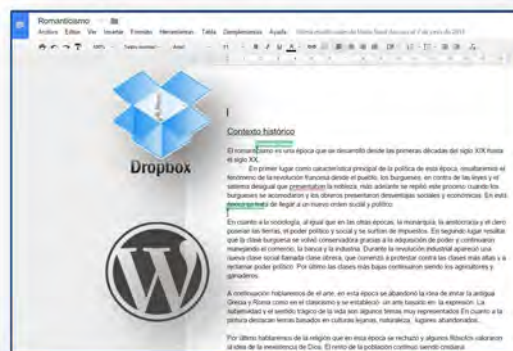 Romanticismo
Archivo Editar Ver Insertar Formato Herramientas Tabla Complementos Ayuda
Dropbox
Contexto histórico
El romanticismo es una época que se desarrolló desde las primeras décadas del siglo XIX hasta
el siglo XX.
En primer lugar como característica principal de la política de esta época, resaltaremos el
fenómeno de la revolución francesa desde el pueblo, los burgueses, en contra de las leyes y el
sistema desigual que presentaban la nobleza, más adelante se repitió este proceso cuando los
burgueses se acomodaron y los obreros presentaron desventajas sociales y económicas. En esta
de llegar a un nuevo orden social y político.
En cuanto a la sociología, al igual que en las otras épocas, la monarquía, la aristocracia y el clero
poseían las tierras, el poder político y social y se surtían de impuestos. En segundo lugar resaltar
que la clase burguesa se volvió conservadora gracias a la adquisición de poder y continuaron
manejando el comercio, la banca y la industria. Durante la revolución industrial apareció una
nueva clase social llamada clase obrera, que comenzó a protestar contra las clases más altas y a
reclamar poder político. Por último las clases más bajas continuaron siendo los agricultores y
ganaderos.
A continuación hablaremos de el arte, en esta época se abandonó la idea de imitar la antigua
Grecia y Roma como en el clasicismo y se estableció un arte basado en la expresión. La
subjetividad y el sentido trágico de la vida son algunos temas muy representados En cuanto a la
pintura destacan temas basados en culturas lejanas, naturaleza, lugares abandonados...
Por último hablaremos de la religión que en esta época se rechazó y algunos filósofos valoraron
la idea de la inexistencia de Dios. El resto de la población continuó siendo cristiana.